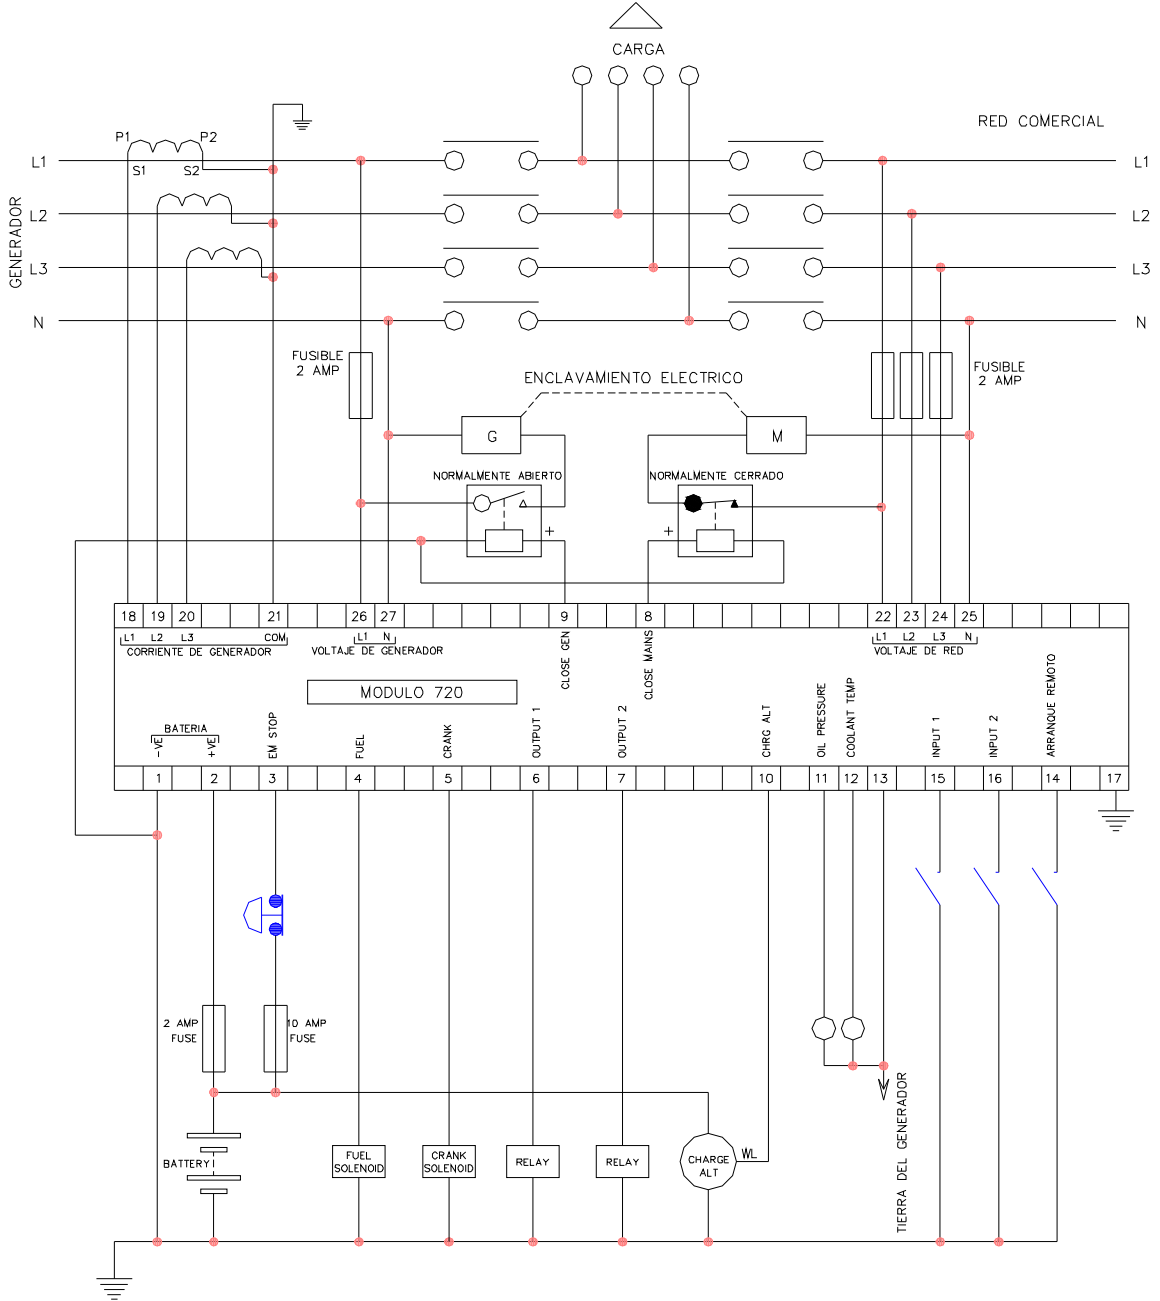 CARGA
RED COMERCIAL
P1 P2
L1 S1 S2 L1
L2 L2
GENERADOR
L3 L3
N N
FUSIBLE
2 AMP
ENCLAVAMIENTO ELECTRICO
FUSIBLE
2 AMP
G M
NORMALMENTE ABIERTO NORMALMENTE CERRADO
+ +
18 19 20 21 26 27 9 8 22 23 24 25
L1 L2 L3 COM L1 N L1 L2 L3 N
CORRIENTE DE GENERADOR VOLTAJE DE GENERADOR VOLTAJE DE RED
CLOSE GEN
CLOSE MAINS
MODULO 720
BATERIA
-VE
+VE
EM STOP
FUEL
CRANK
OUTPUT 1
OUTPUT 2
CHRG ALT
OIL PRESSURE
COOLANT TEMP
INPUT 1
INPUT 2
ARRANQUE REMOTO
1 2 3 4 5 6 7 10 11 12 13 15 16 14 17
2 AMP
FUSE
10 AMP
FUSE
BATTERY
FUEL
SOLENOID
CRANK
SOLENOID
RELAY
RELAY
CHARGE
ALT
WL
TIERRA DEL GENERADOR